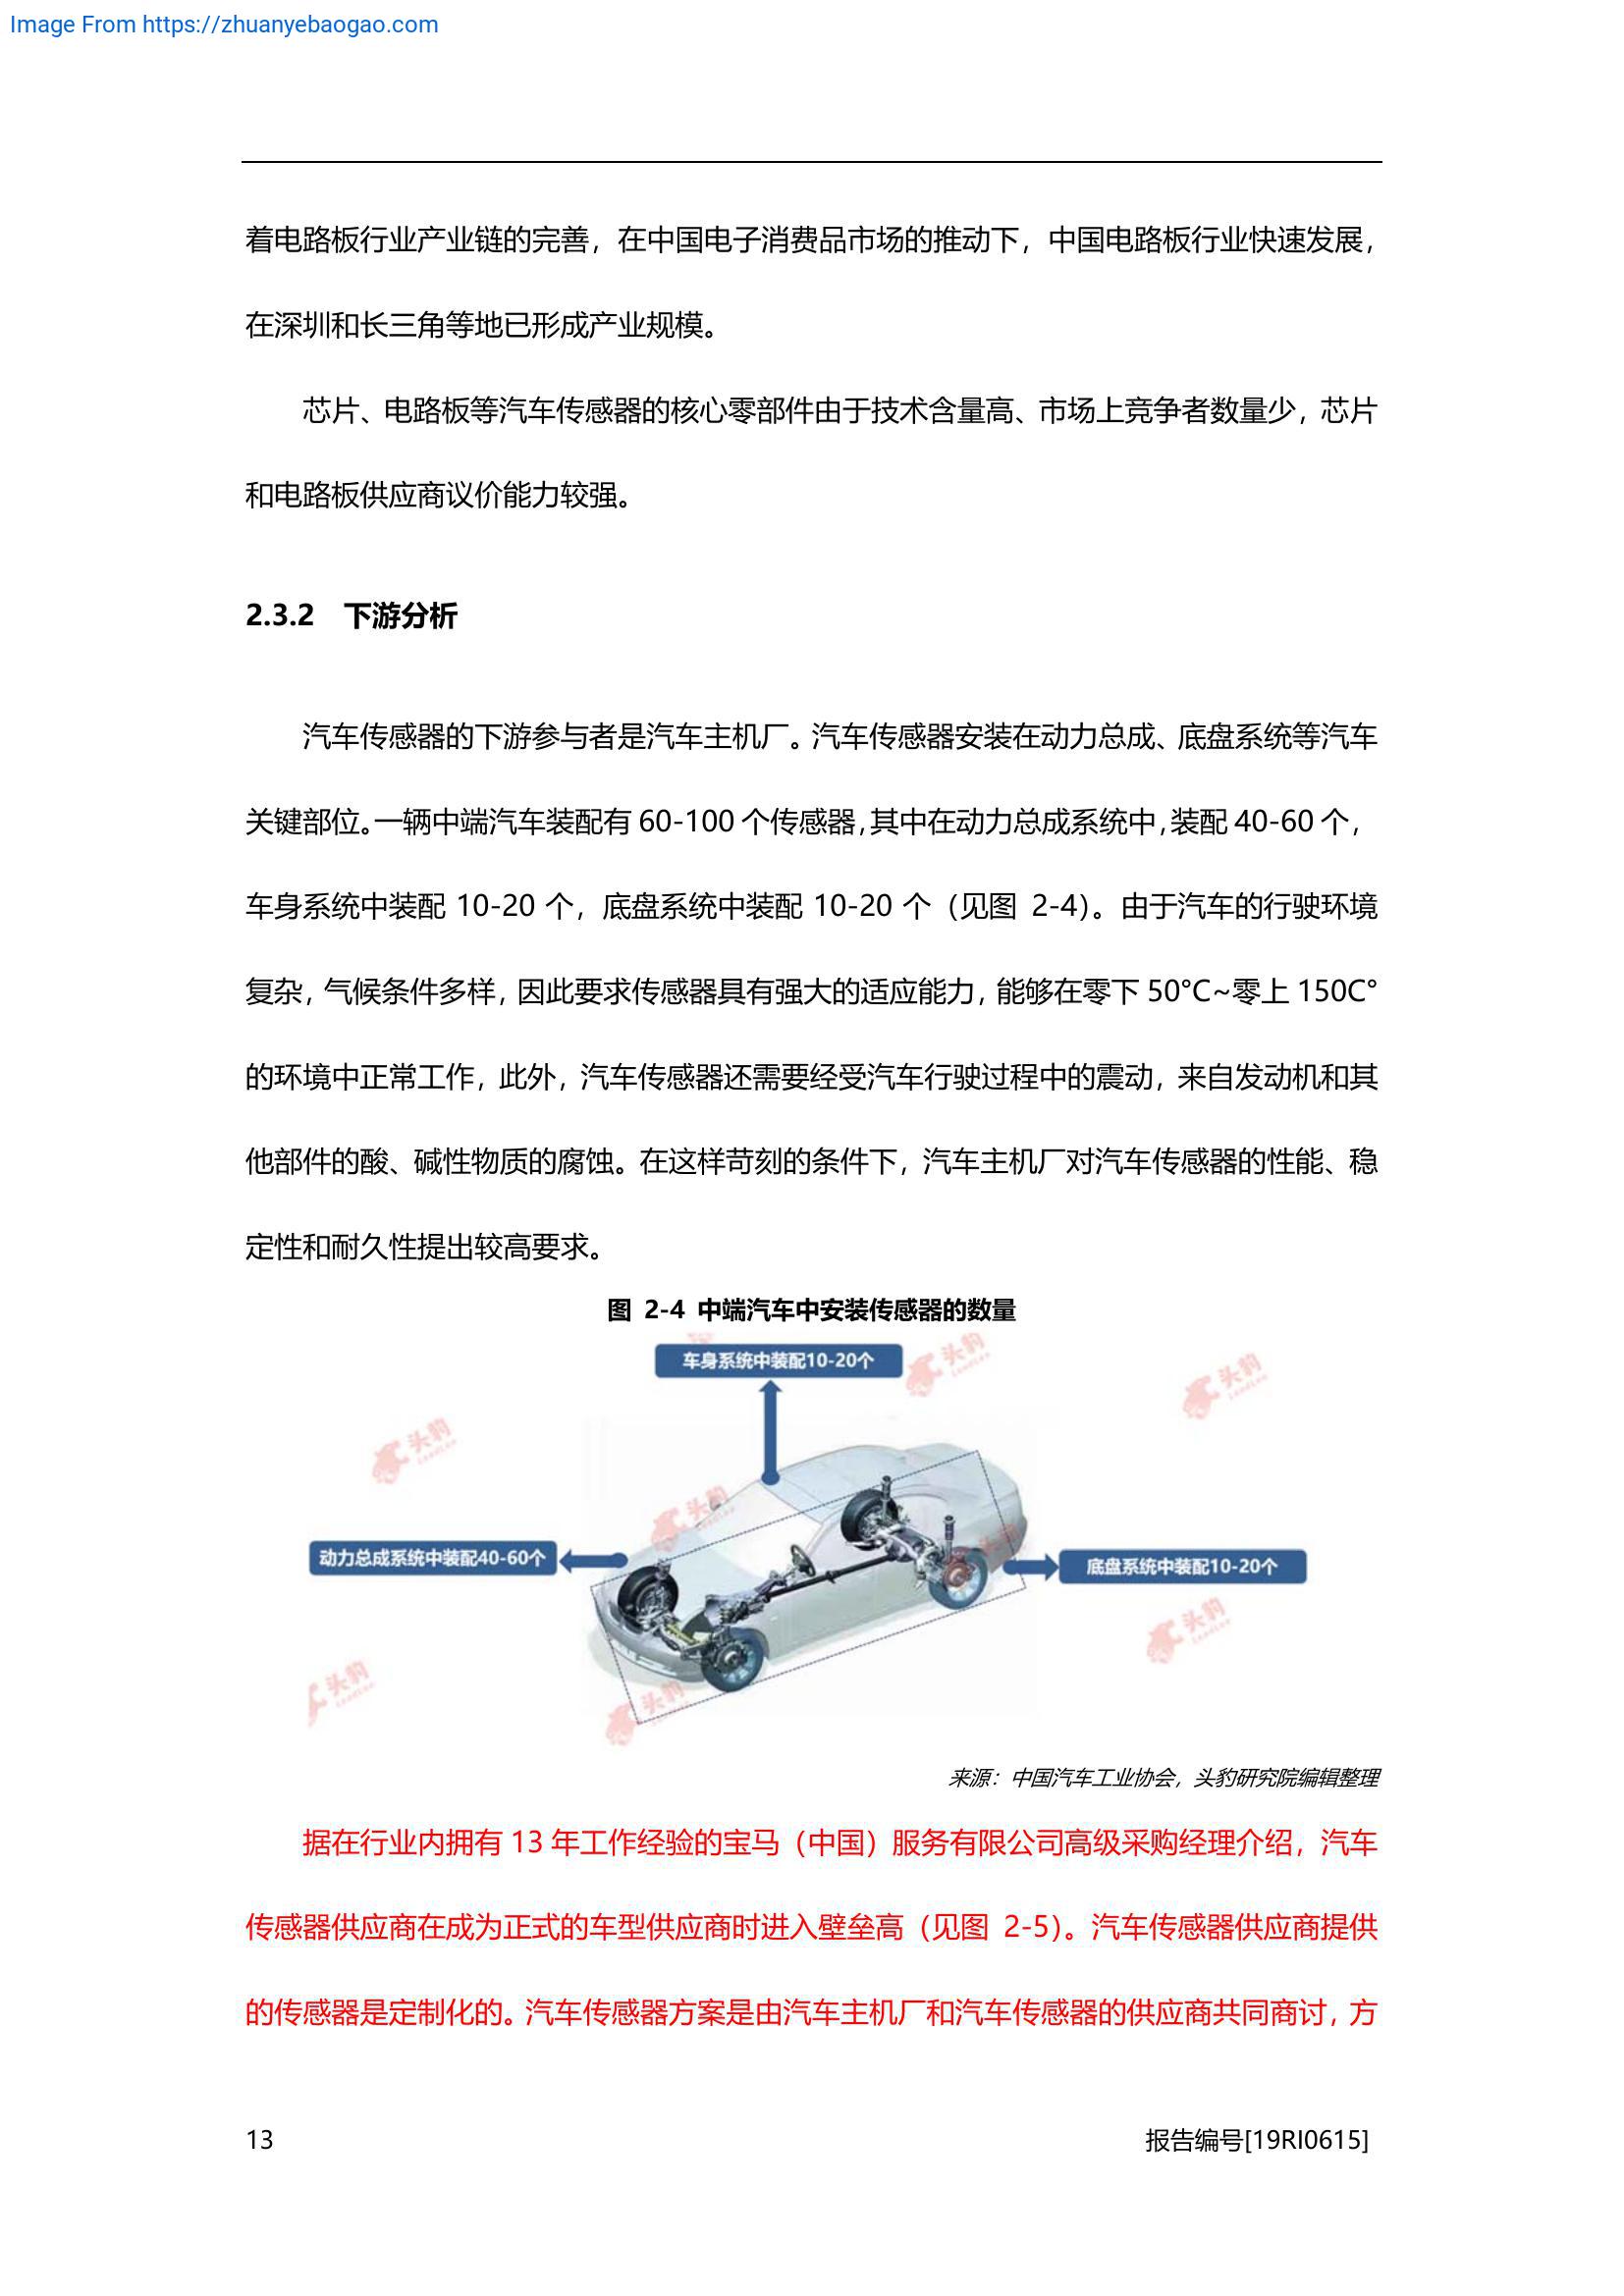 Image From https://zhuanyebaogao.com
着电路板行业产业链的完善，在中国电子消费品市场的推动下，中国电路板行业快速发展，
在深圳和长三角等地已形成产业规模。
芯片、电路板等汽车传感器的核心零部件由于技术含量高、市场上竞争者数量少，芯片
和电路板供应商议价能力较强。
2.3.2 下游分析
汽车传感器的下游参与者是汽车主机厂。汽车传感器安装在动力总成、底盘系统等汽车
关键部位。一辆中端汽车装配有 60-100 个传感器，其中在动力总成系统中，装配 40-60 个，
车身系统中装配 10-20 个，底盘系统中装配 10-20 个（见图 2-4）。由于汽车的行驶环境
复杂，气候条件多样，因此要求传感器具有强大的适应能力，能够在零下 50°C~零上 150C°
的环境中正常工作，此外，汽车传感器还需要经受汽车行驶过程中的震动，来自发动机和其
他部件的酸、碱性物质的腐蚀。在这样苛刻的条件下，汽车主机厂对汽车传感器的性能、稳
定性和耐久性提出较高要求。
图 2-4 中端汽车中安装传感器的数量
车身系统中装配10-20个
头豹
LeadLeo
头豹
LeadLeo
头豹
LeadLeo
头豹
LeadLeo
动力总成系统中装配40-60个
底盘系统中装配10-20个
头豹
LeadLeo
头豹
LeadLeo
头豹
来源：中国汽车工业协会，头豹研究院编辑整理
据在行业内拥有 13 年工作经验的宝马（中国）服务有限公司高级采购经理介绍，汽车
传感器供应商在成为正式的车型供应商时进入壁垒高（见图 2-5）。汽车传感器供应商提供
的传感器是定制化的。汽车传感器方案是由汽车主机厂和汽车传感器的供应商共同商讨，方
13
报告编号[19RI0615]